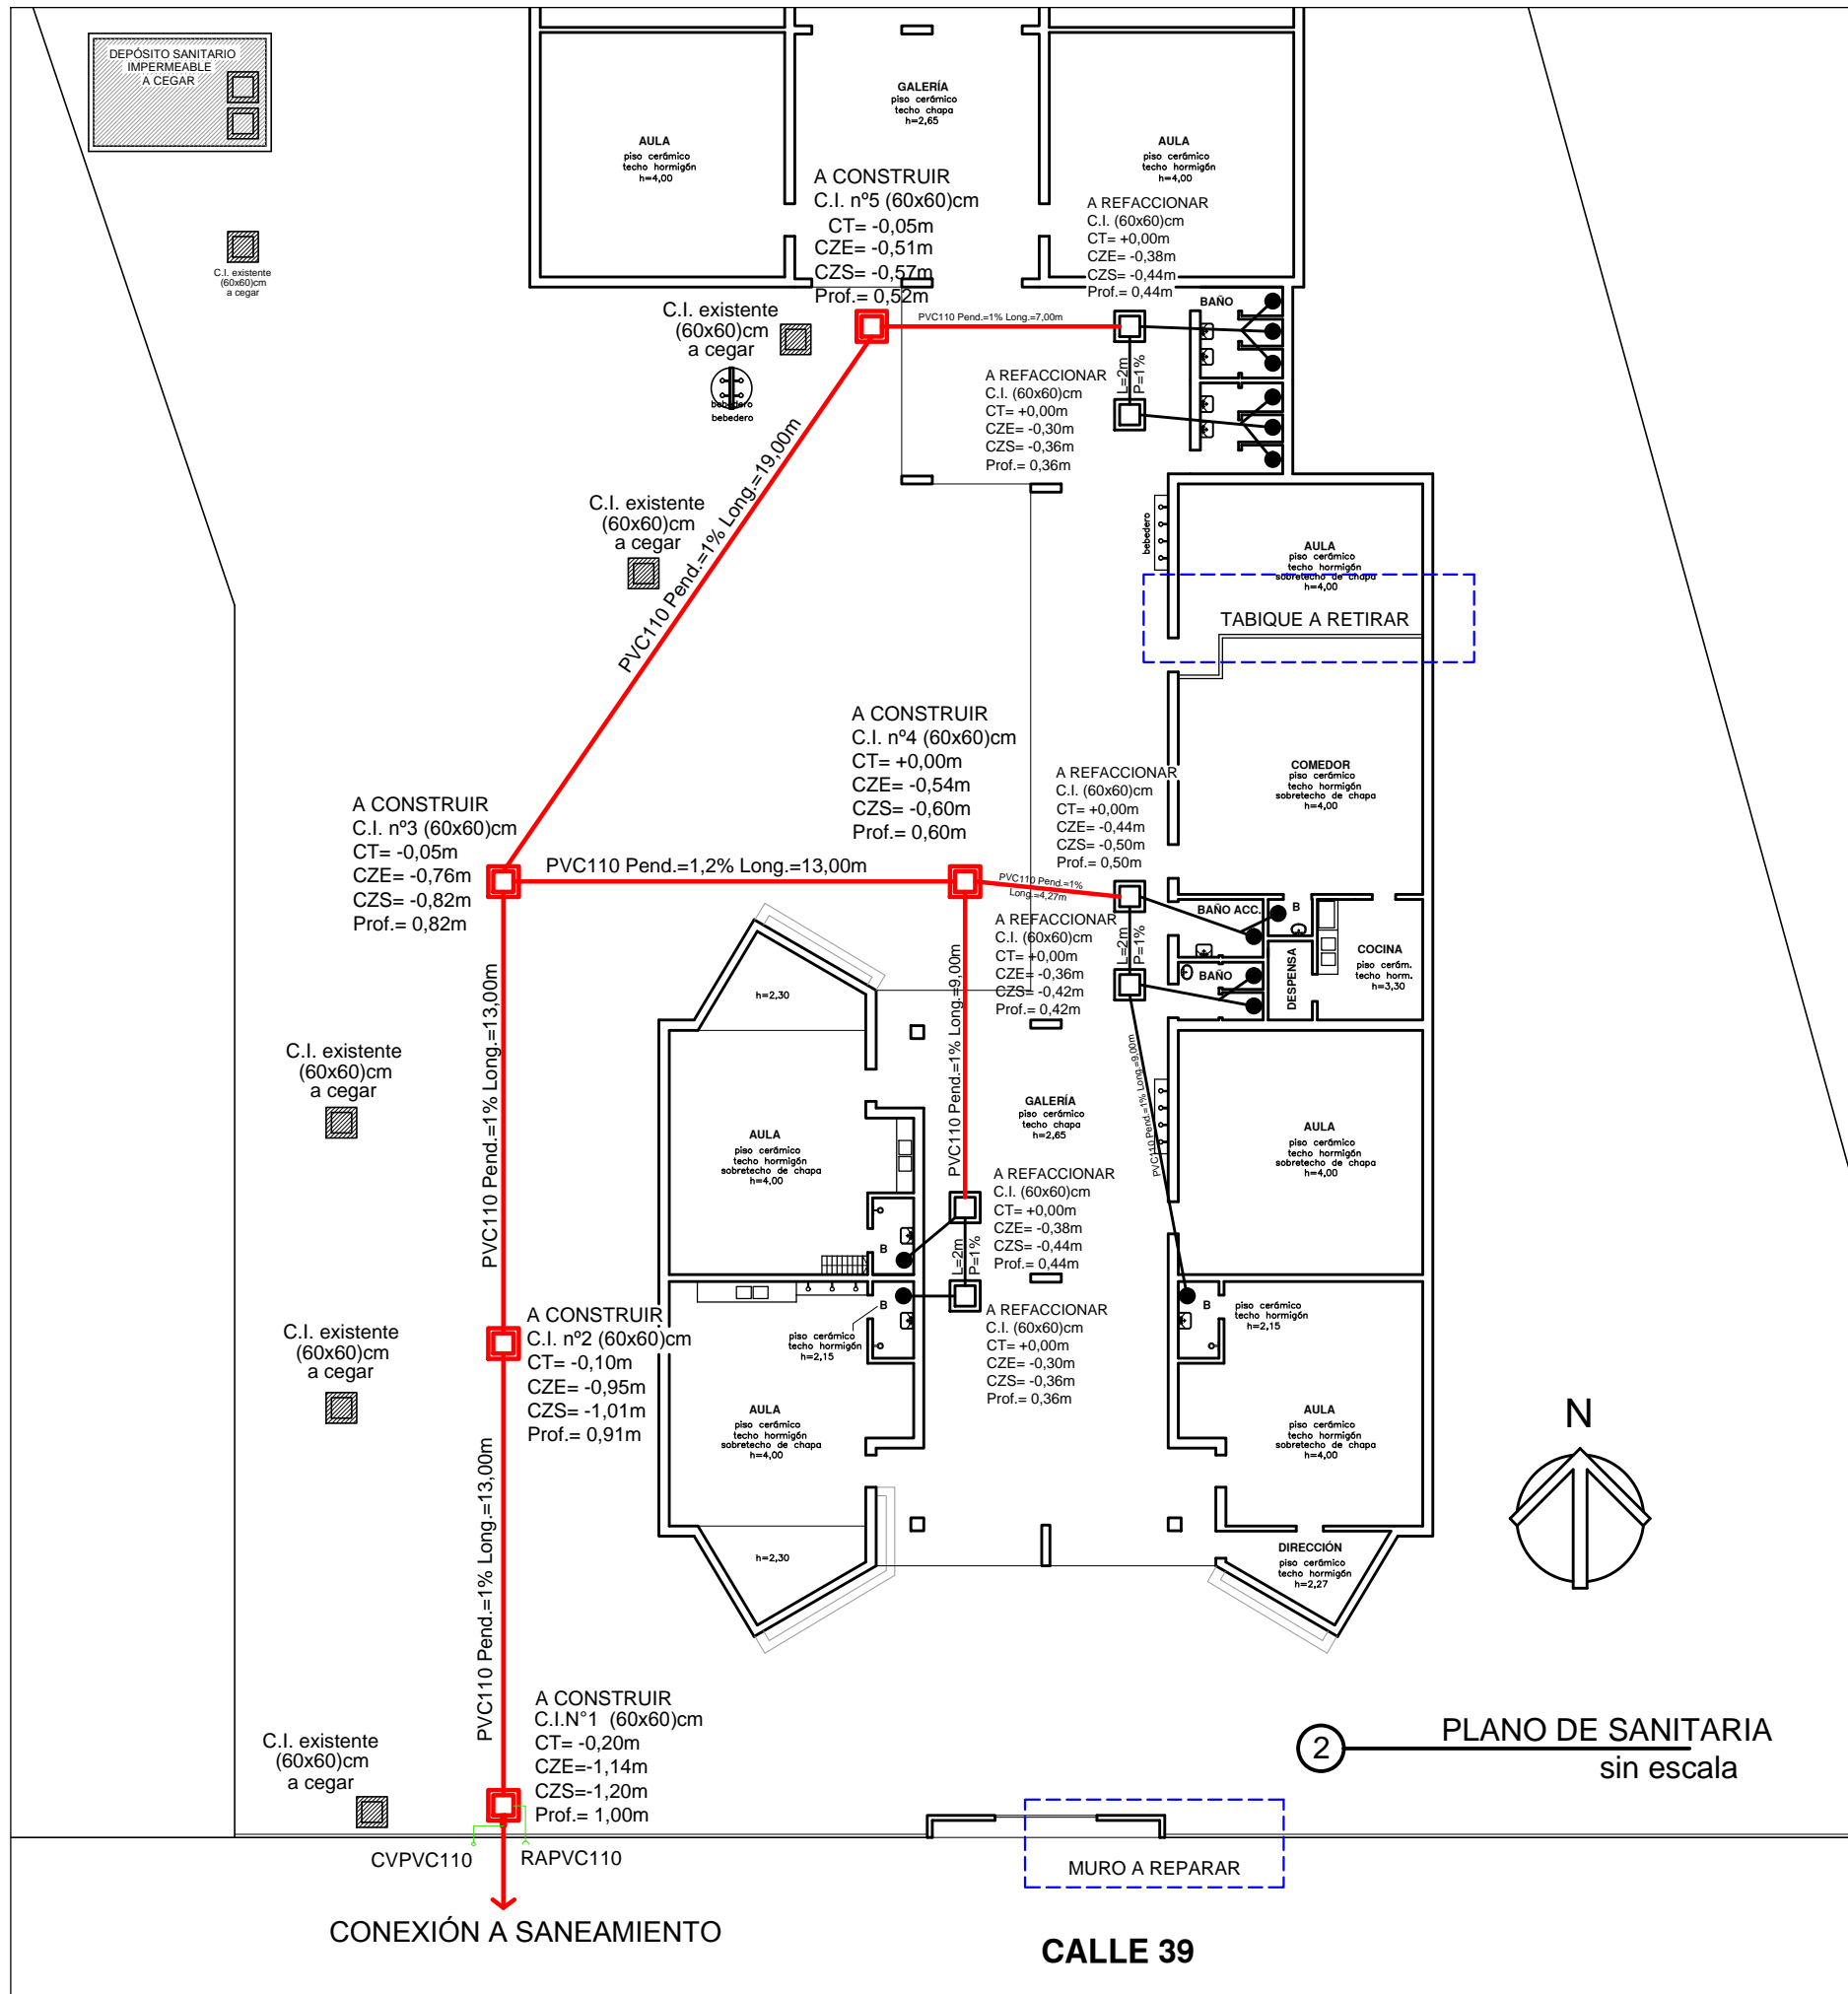 DEPÓSITO SANITARIO
IMPERMEABLE
A CEGAR
C.I. existente
(60x60)cm
a cegar
AULA
piso cerámico
techo hormigón
h=4,00
GALERÍA
piso cerámico
techo chapa
h=2,65
AULA
piso cerámico
techo hormigón
h=4,00
A CONSTRUIR
C.I. nº5 (60x60)cm
CT= -0,05m
CZE= -0,51m
CZS= -0,57m
Prof.= 0,52m
A REFACCIONAR
C.I. (60x60)cm
CT= +0,00m
CZE= -0,38m
CZS= -0,44m
Prof.= 0,44m
BAÑO
C.I. existente
(60x60)cm
a cegar
PVC110 Pend.=1% Long.=7,00m
L=2m
P=1%
bebedero
bebedero
A REFACCIONAR
C.I. (60x60)cm
CT= +0,00m
CZE= -0,30m
CZS= -0,36m
Prof.= 0,36m
PVC110 Pend.=1% Long.=19,00m
C.I. existente
(60x60)cm
a cegar
bebedero
AULA
piso cerámico
techo hormigón
sobretecho de chapa
h=4,00
TABIQUE A RETIRAR
A CONSTRUIR
C.I. nº4 (60x60)cm
CT= +0,00m
CZE= -0,54m
CZS= -0,60m
Prof.= 0,60m
COMEDOR
piso cerámico
techo hormigón
sobretecho de chapa
h=4,00
A REFACCIONAR
C.I. (60x60)cm
CT= +0,00m
CZE= -0,44m
CZS= -0,50m
Prof.= 0,50m
A CONSTRUIR
C.I. nº3 (60x60)cm
CT= -0,05m
CZE= -0,76m
CZS= -0,82m
Prof.= 0,82m
PVC110 Pend.=1,2% Long.=13,00m
PVC110 Pend.=1%
Long.=4,27m
BAÑO ACC.
B
A REFACCIONAR
C.I. (60x60)cm
CT= +0,00m
CZE= -0,36m
CZS= -0,42m
Prof.= 0,42m
L=2m
P=1%
BAÑO
DESPENSA
COCINA
piso cerám.
techo horm.
h=3,30
h=2,30
PVC110 Pend.=1% Long.=13,00m
PVC110 Pend.=1% Long.=9,00m
PVC110 Pend.=1% Long.=9,00m
C.I. existente
(60x60)cm
a cegar
GALERÍA
piso cerámico
techo chapa
h=2,65
AULA
piso cerámico
techo hormigón
sobretecho de chapa
h=4,00
AULA
piso cerámico
techo hormigón
sobretecho de chapa
h=4,00
A REFACCIONAR
C.I. (60x60)cm
CT= +0,00m
CZE= -0,38m
CZS= -0,44m
Prof.= 0,44m
B
L=2m
P=1%
B
B
piso cerámico
techo hormigón
h=2,15
piso cerámico
techo hormigón
h=2,15
A CONSTRUIR
C.I. nº2 (60x60)cm
CT= -0,10m
CZE= -0,95m
CZS= -1,01m
Prof.= 0,91m
A REFACCIONAR
C.I. (60x60)cm
CT= +0,00m
CZE= -0,30m
CZS= -0,36m
Prof.= 0,36m
C.I. existente
(60x60)cm
a cegar
AULA
piso cerámico
techo hormigón
sobretecho de chapa
h=4,00
AULA
piso cerámico
techo hormigón
sobretecho de chapa
h=4,00
N
PVC110 Pend.=1% Long.=13,00m
h=2,30
DIRECCIÓN
piso cerámico
techo hormigón
h=2,27
A CONSTRUIR
C.I.N°1 (60x60)cm
CT= -0,20m
CZE=-1,14m
CZS=-1,20m
Prof.= 1,00m
C.I. existente
(60x60)cm
a cegar
2
PLANO DE SANITARIA
sin escala
CVPVC110
RAPVC110
MURO A REPARAR
CONEXIÓN A SANEAMIENTO
CALLE 39